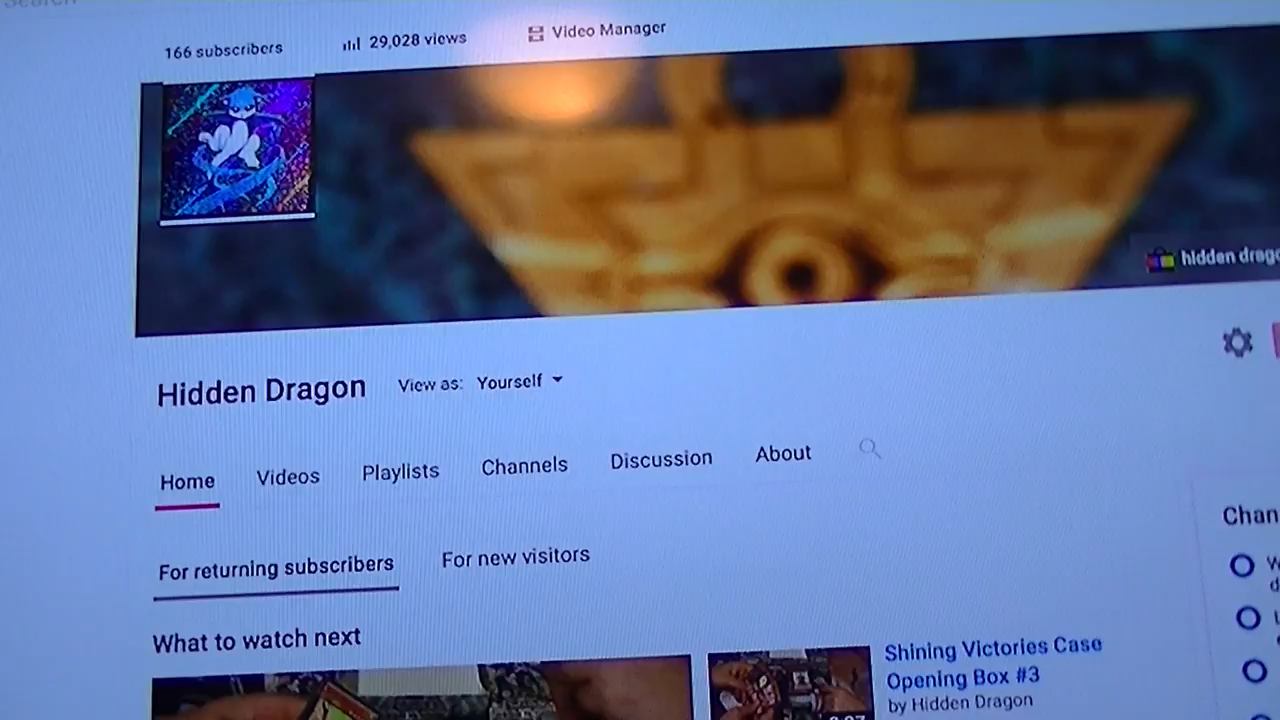 166 subscribers
29,028 views
Video Manager
hidden
Hidden Dragon
View as: Yourself
Home
Videos
Playlists
Channels
Discussion
About
For returning subscribers
For new visitors
What to watch next
Shining Victories Case
Opening Box #3
by Hidden Dragon
Chan